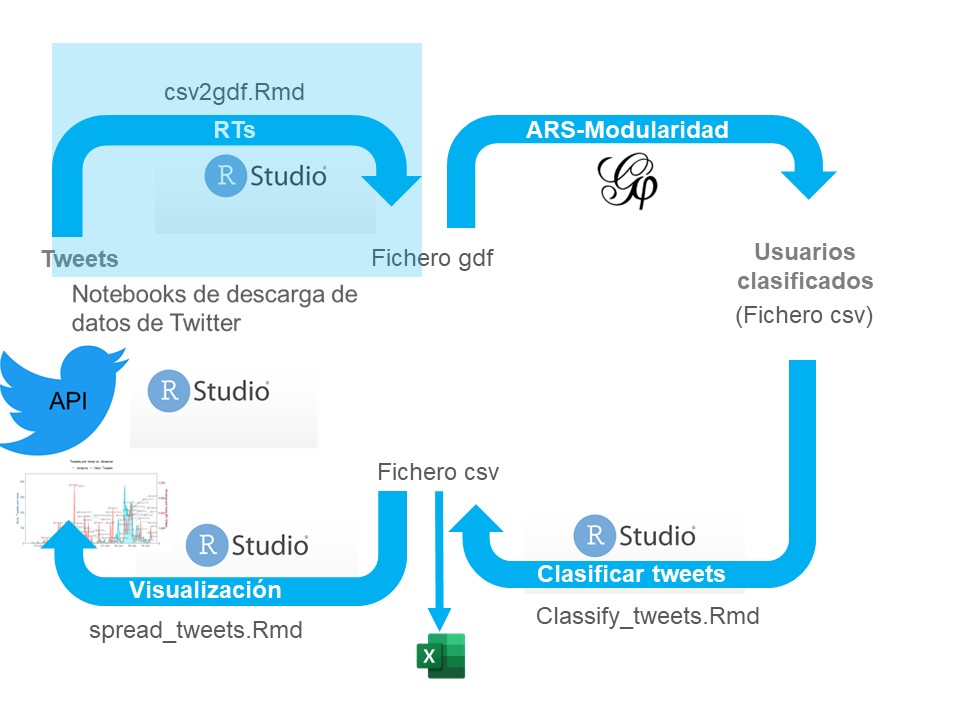 csv2gdf.Rmd
RTs
R Studio
Tweets
Fichero gdf
ARS-Modularidad
Usuarios
clasificados
(Fichero csv)
Notebooks de descarga de
datos de Twitter
API
R Studio
Fichero csv
R Studio
Visualización
spread_tweets.Rmd
X
R Studio
Clasificar tweets
Classify_tweets.Rmd